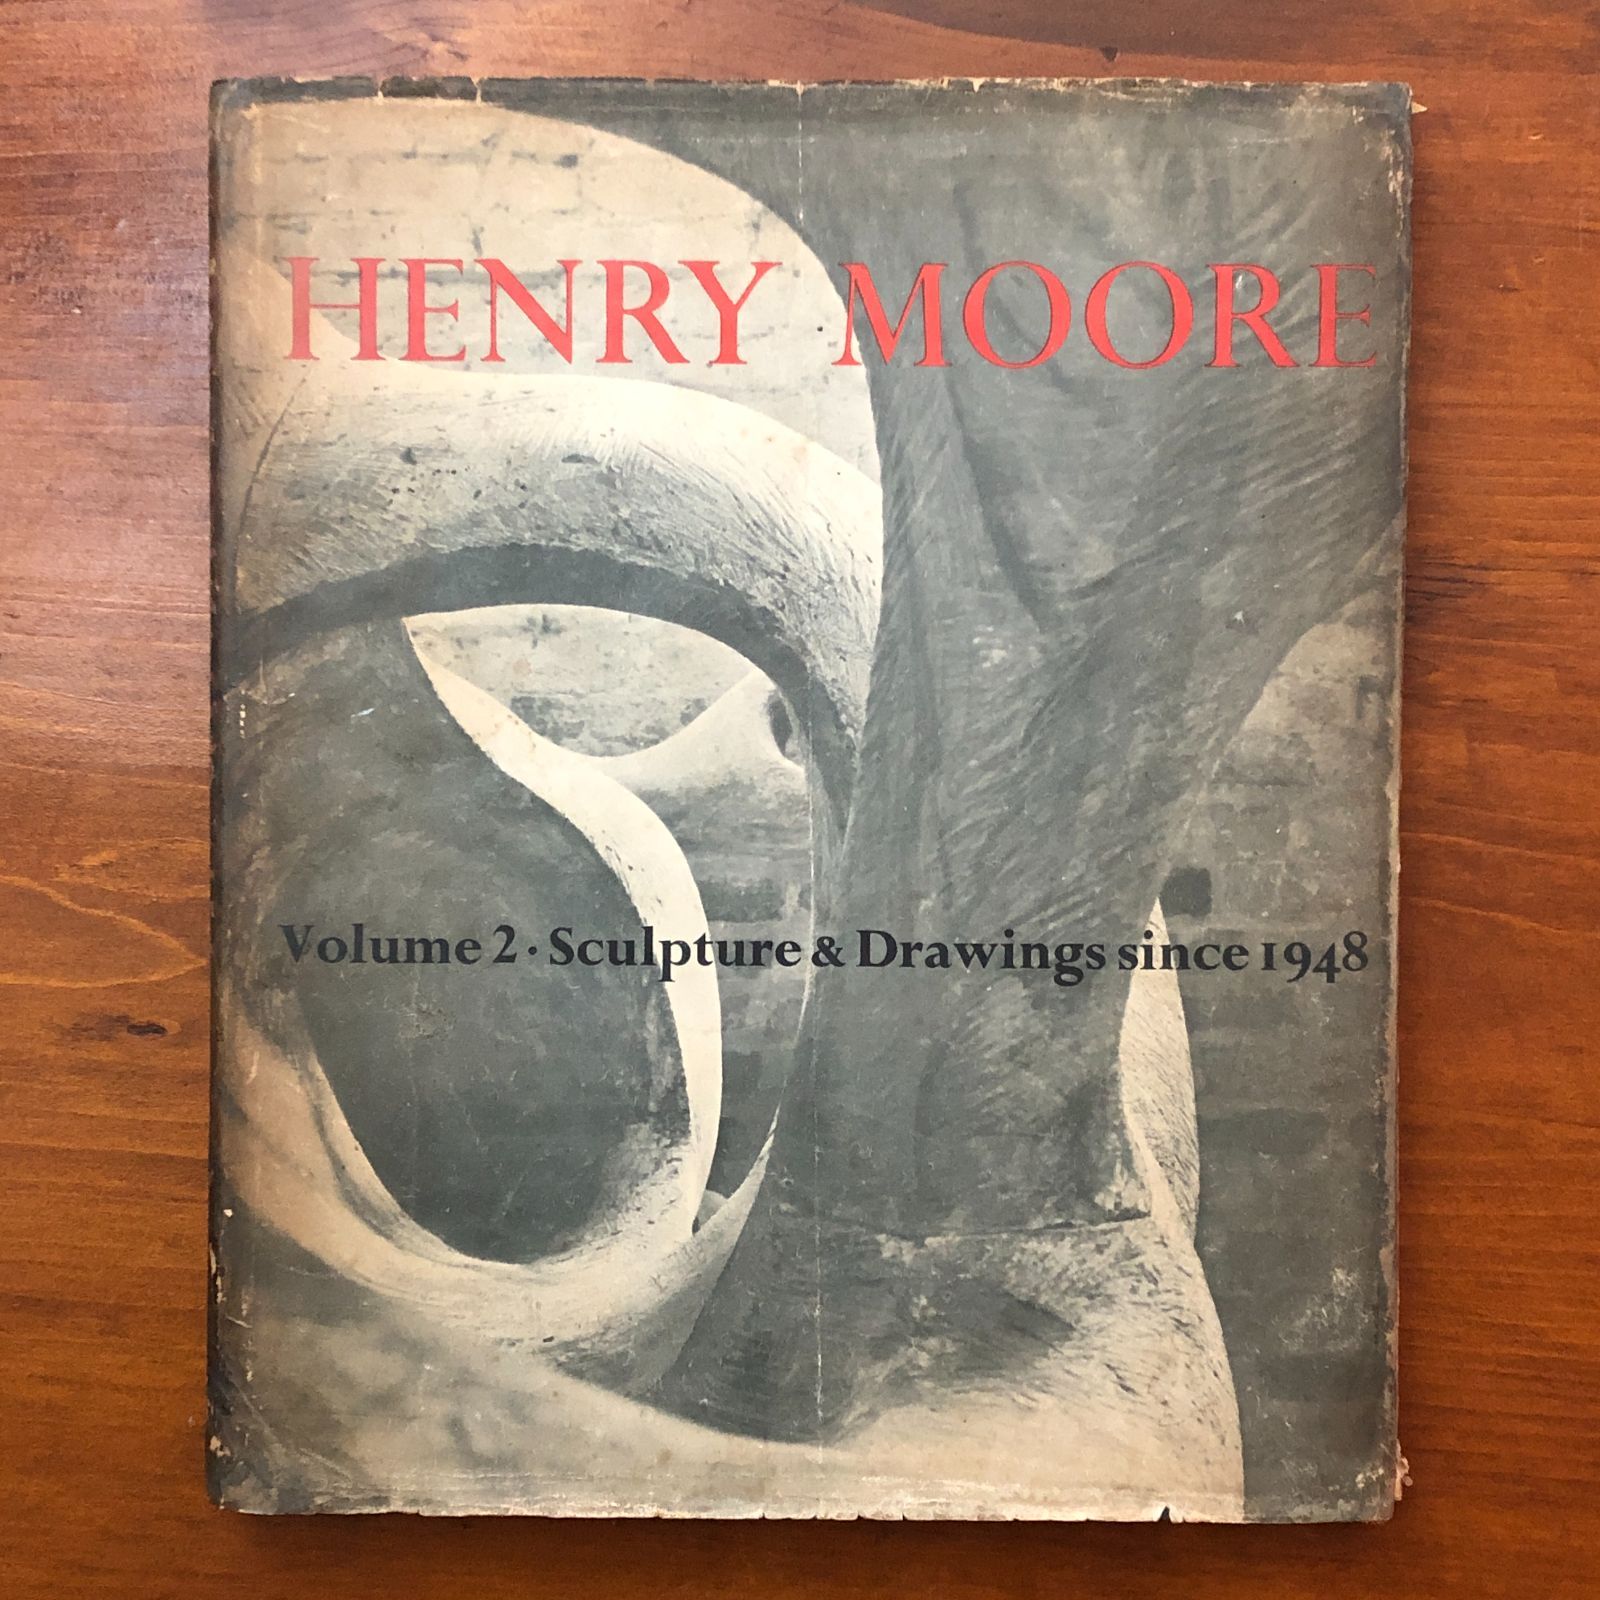 HENRY MOORE
Volume 2 · Sculpture & Drawings since 1948